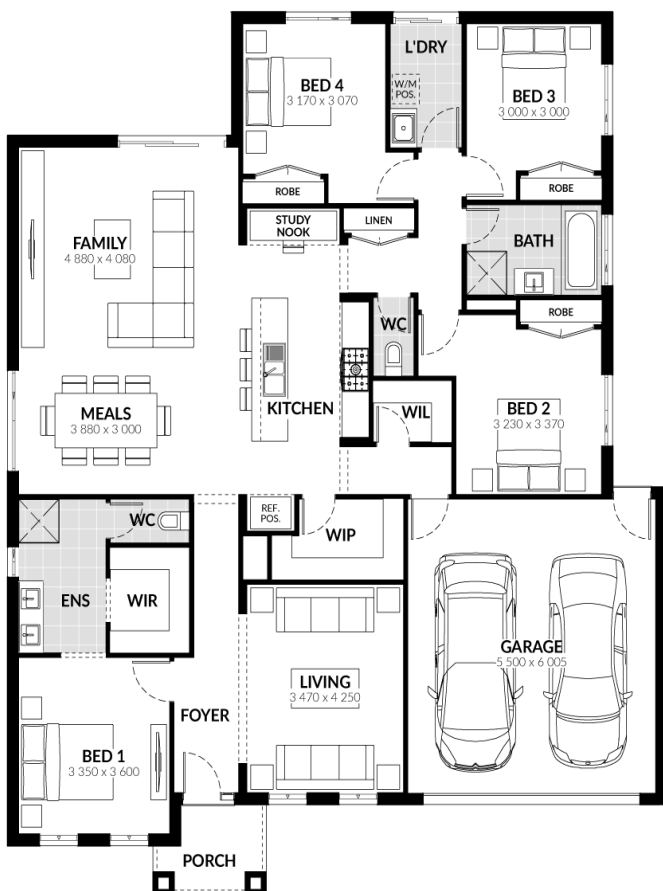 BED 4
3 170 x 3 070
L'DRY
W/M
POS.
BED 3
3 000 x 3 000
ROBE
ROBE
STUDY
NOOK
LINEN
FAMILY
4 880 x 4 080
BATH
ROBE
WC
KITCHEN
MEALS
3 880 x 3 000
WIL
BED 2
3 230 x 3 370
WC
REF.
POS.
WIP
ENS
WIR
GARAGE
5 500 x 6 005
LIVING
3 470 x 4 250
FOYER
BED 1
3 350 x 3 600
PORCH